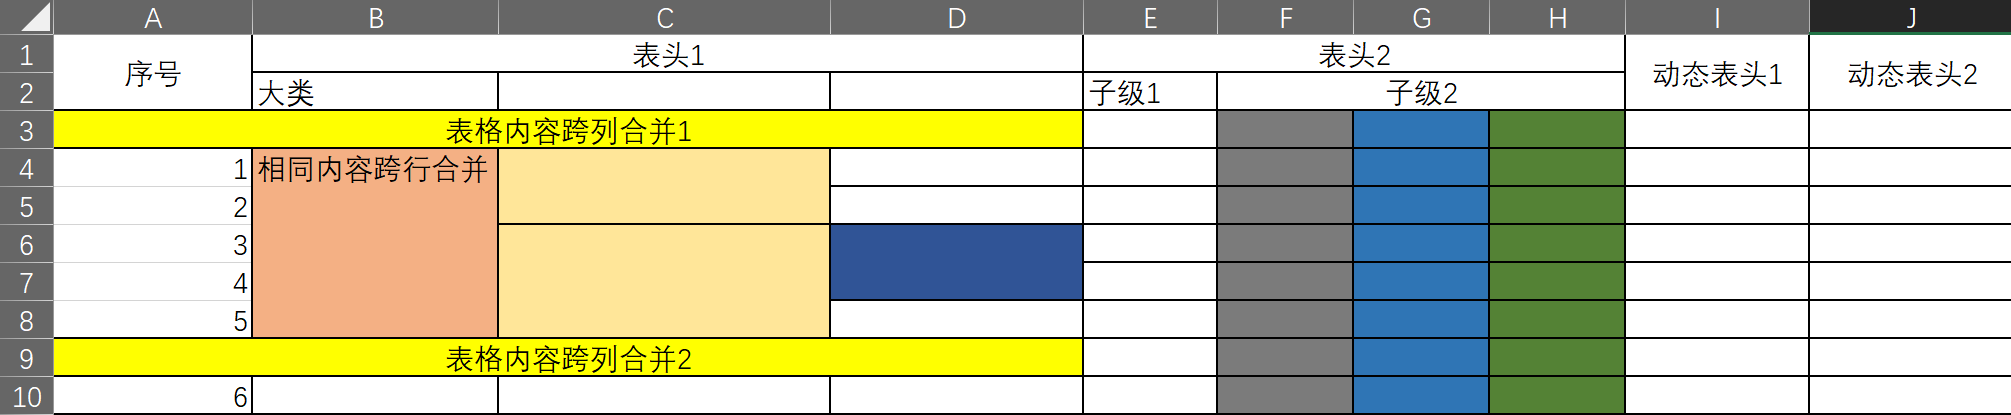 A B C D E F G H I J
1 序号 表头1 表头2 动态表头1 动态表头2
2 大类 子级1 子级2
3 表格内容跨列合并1
4 1 相同内容跨行合并
5 2
6 3
7 4
8 5
9 表格内容跨列合并2
10 6